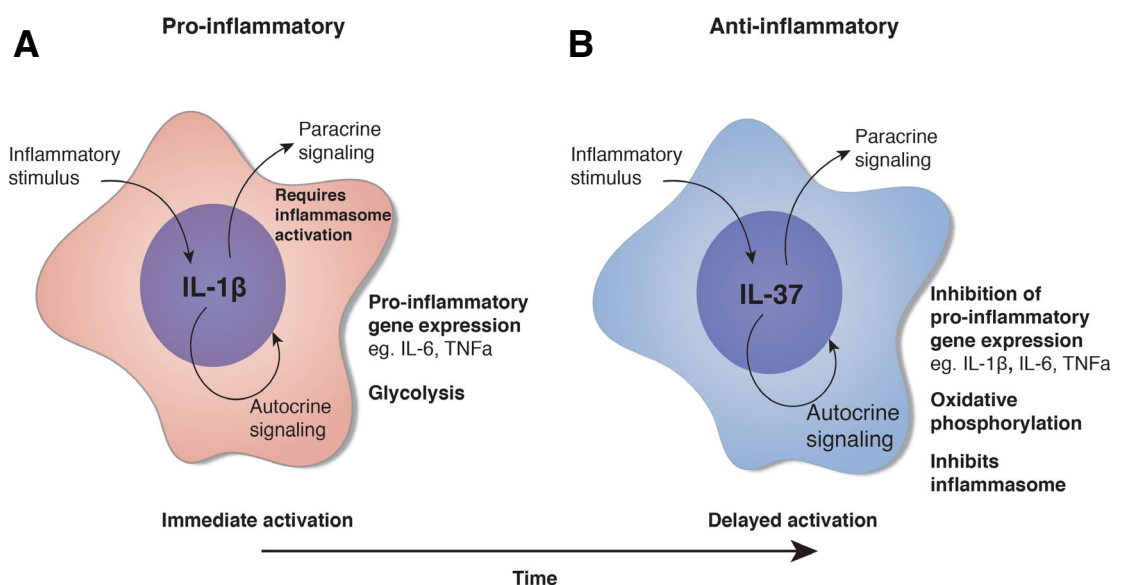 A
Pro-inflammatory
Inflammatory
stimulus
Paracrine
signaling
Requires
inflammasome
activation
IL-1β
Autocrine
signaling
Pro-inflammatory
gene expression
eg. IL-6, TNFa
Glycolysis
Immediate activation
B
Anti-inflammatory
Inflammatory
stimulus
Paracrine
signaling
IL-37
Autocrine
signaling
Inhibition of
pro-inflammatory
gene expression
eg. IL-1β, IL-6, TNFa
Oxidative
phosphorylation
Inhibits
inflammasome
Delayed activation
Time